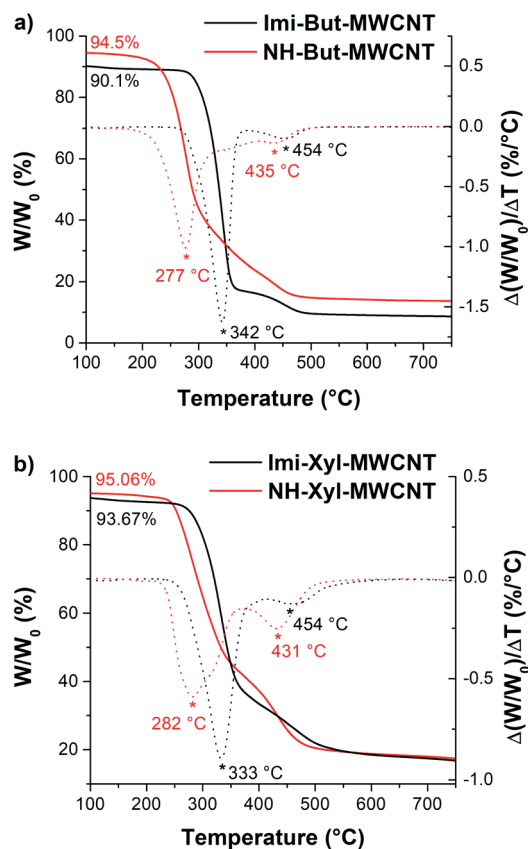 a)
Imi-But-MWCNT
NH-But-MWCNT
94.5%
90.1%
100
80
60
40
20
0
W/W₀ (%)
0.5
0.0
-0.5
-1.0
-1.5
Δ(W/W₀)/ΔT (%/°C)
* 454 °C
*
435 °C
*
277 °C
* 342 °C
100 200 300 400 500 600 700
Temperature (°C)
b)
Imi-Xyl-MWCNT
NH-Xyl-MWCNT
95.06%
93.67%
100
80
60
40
20
W/W₀ (%)
0.5
0.0
-0.5
-1.0
Δ(W/W₀)/ΔT (%/°C)
*
454 °C
*
431 °C
*
282 °C
*
333 °C
100 200 300 400 500 600 700
Temperature (°C)